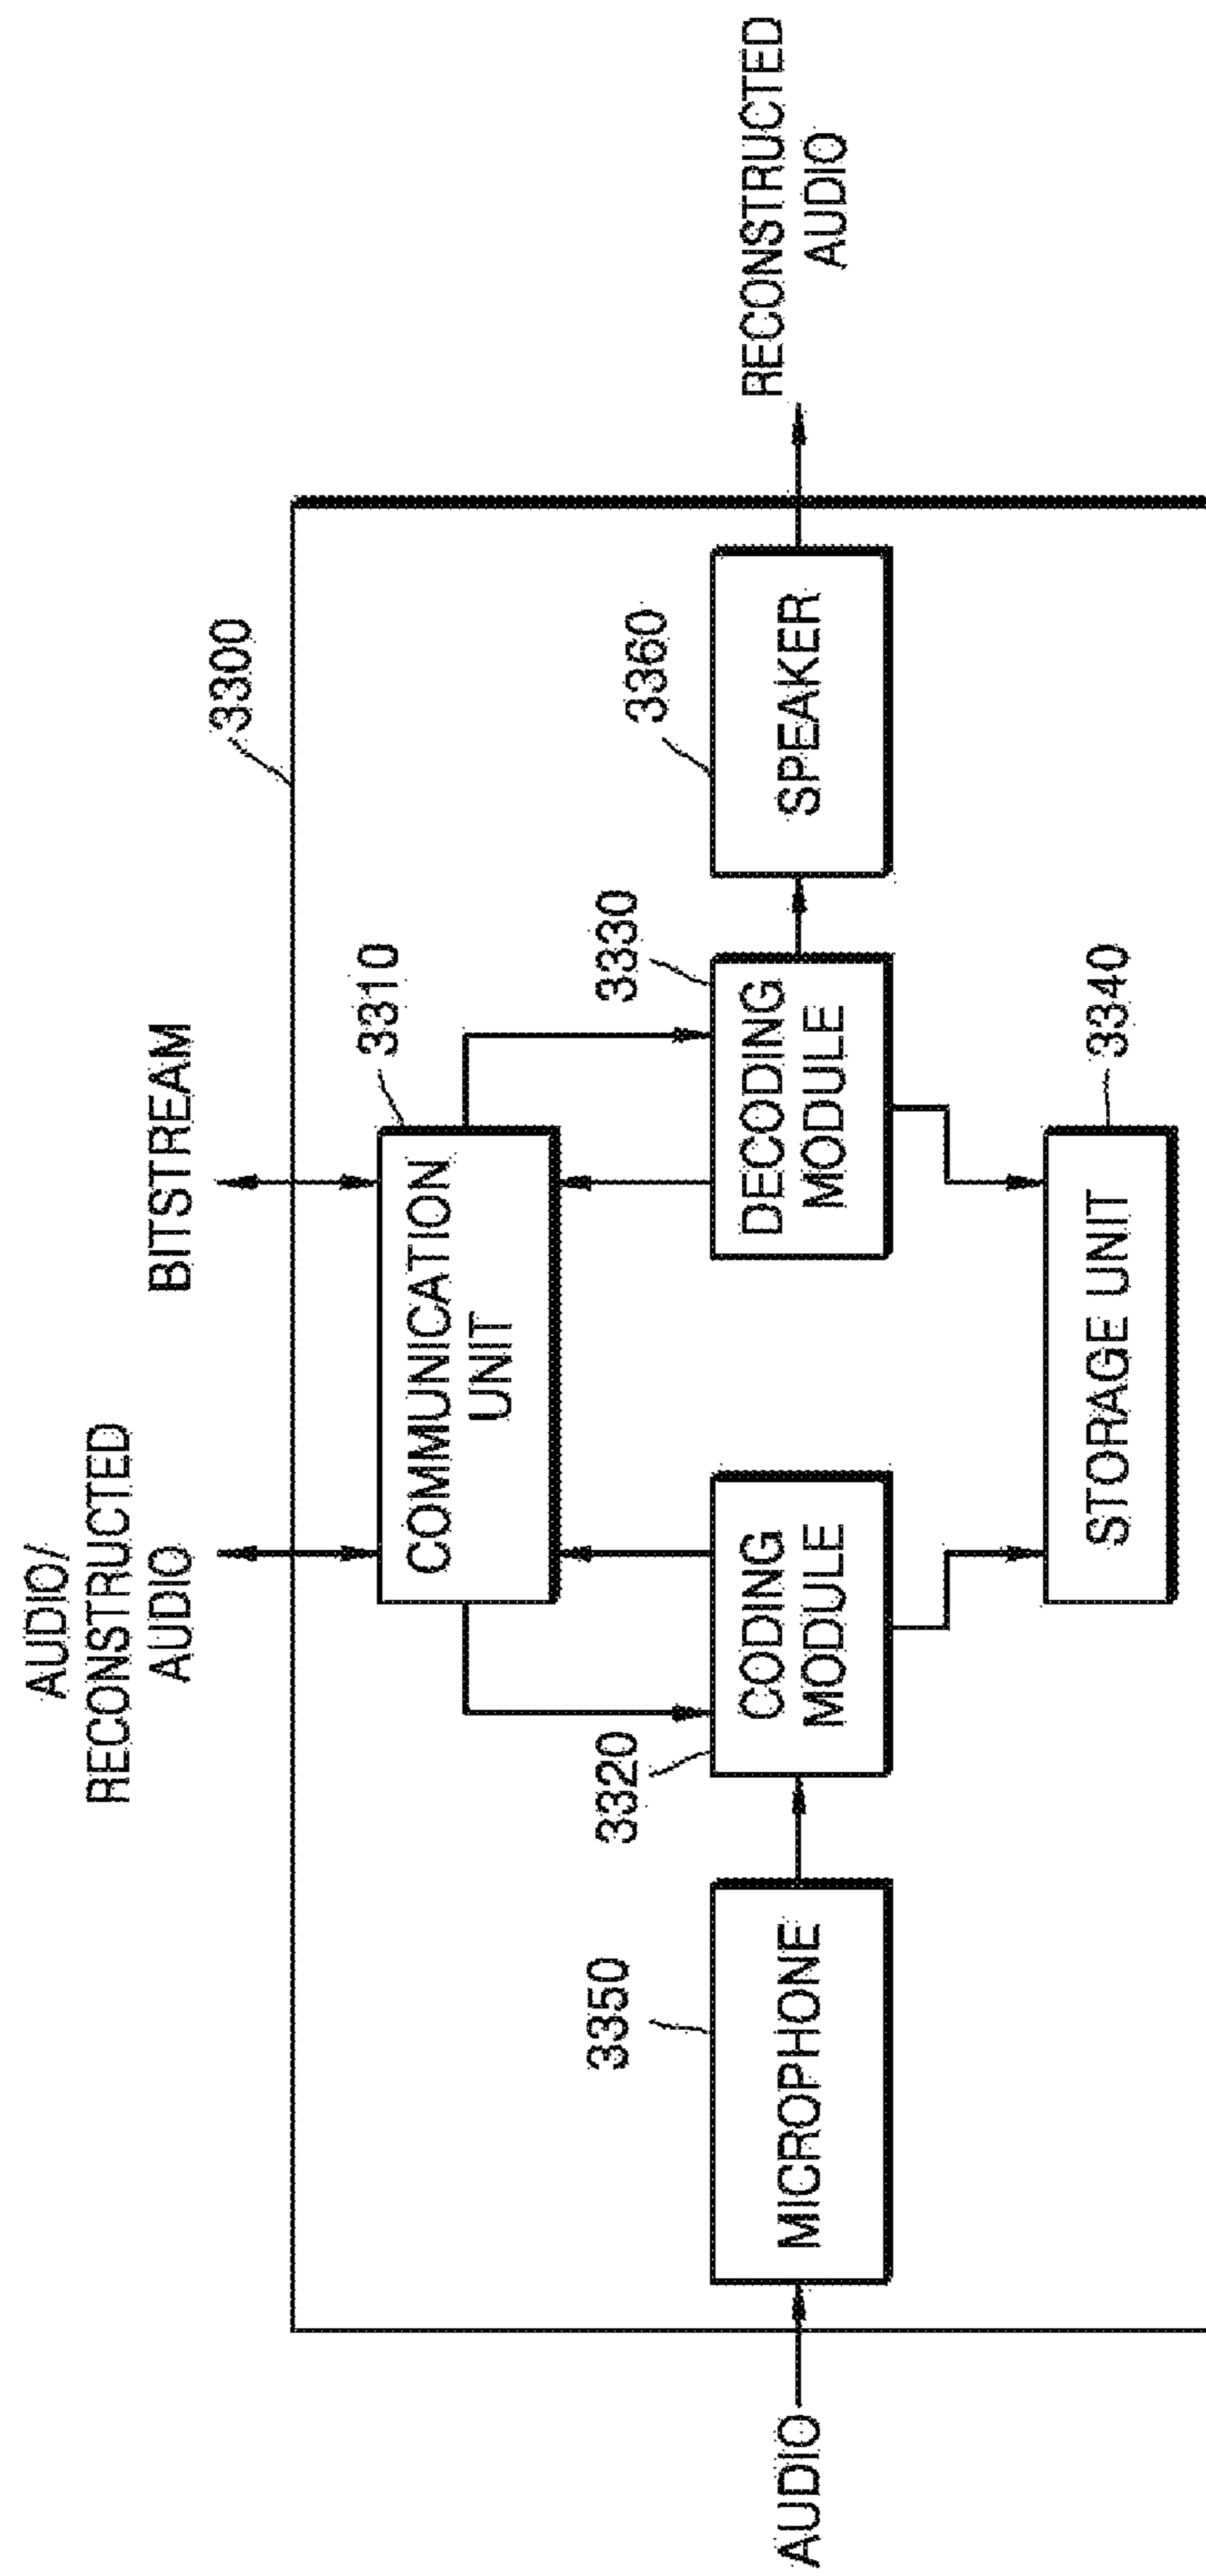 AUDIO/
RECONSTRUCTED
AUDIO
BITSTREAM
3300
3310
COMMUNICATION
UNIT
3320
CODING
MODULE
3330
DECODING
MODULE
3350
MICROPHONE
3360
SPEAKER
AUDIO
RECONSTRUCTED
AUDIO
STORAGE UNIT
3340